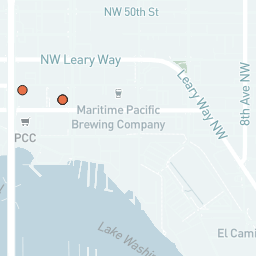 NW 50th St
NW Leary Way
Leary Way NW
8th Ave NW
Maritime Pacific
Brewing Company
PCC
El Cami
Lake Washin